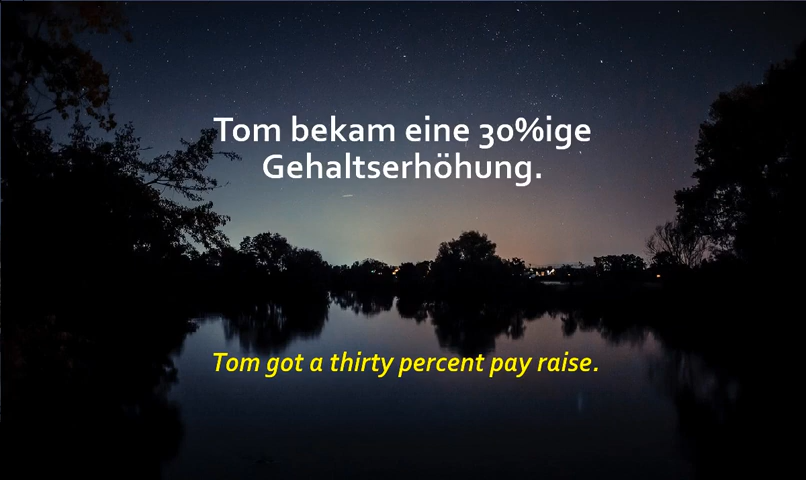 Tom bekam eine 30%ige
Gehaltserhöhung.
Tom got a thirty percent pay raise.